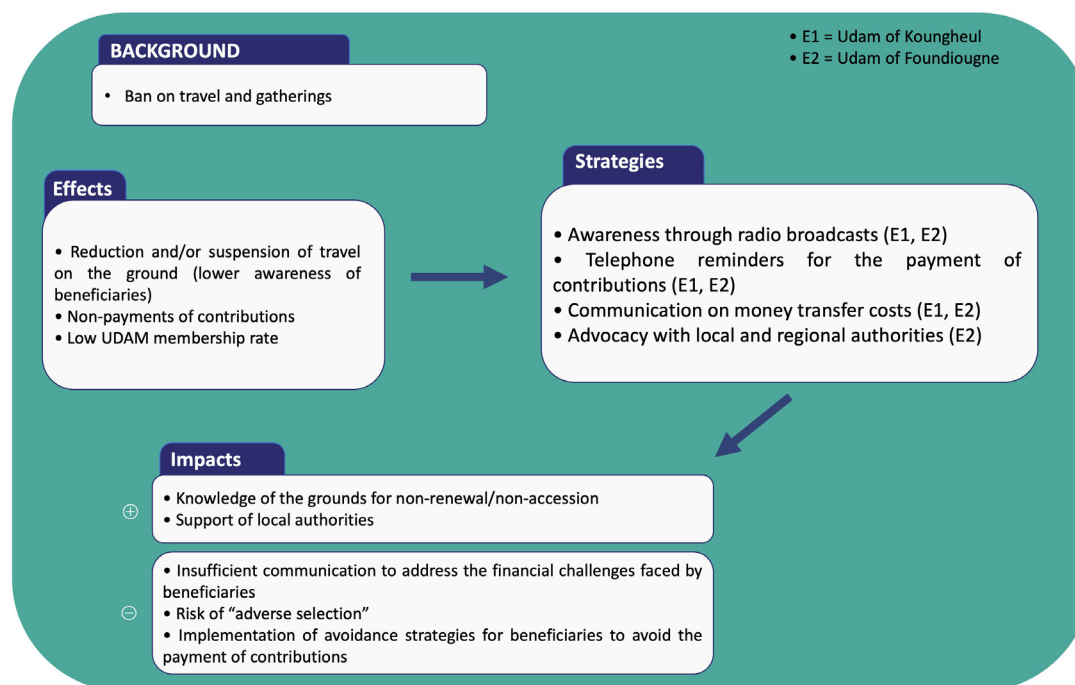 BACKGROUND
• Ban on travel and gatherings
• E1 = Udam of Koungheul
• E2 = Udam of Foundiougne
Effects
• Reduction and/or suspension of travel
on the ground (lower awareness of
beneficiaries)
• Non-payments of contributions
• Low UDAM membership rate
Strategies
• Awareness through radio broadcasts (E1, E2)
• Telephone reminders for the payment of
contributions (E1, E2)
• Communication on money transfer costs (E1, E2)
• Advocacy with local and regional authorities (E2)
Impacts
• Knowledge of the grounds for non-renewal/non-accession
• Support of local authorities
• Insufficient communication to address the financial challenges faced by
beneficiaries
• Risk of “adverse selection”
• Implementation of avoidance strategies for beneficiaries to avoid the
payment of contributions